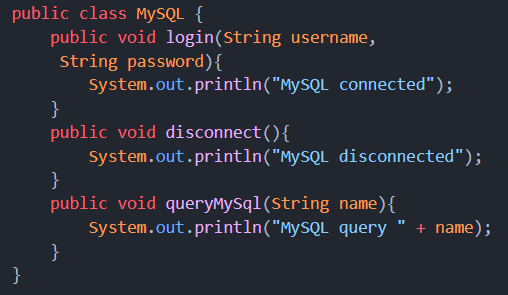 public class MySQL {
    public void login(String username,
     String password){
        System.out.println("MySQL connected");
    }
    public void disconnect(){
        System.out.println("MySQL disconnected");
    }
    public void queryMySql(String name){
        System.out.println("MySQL query " + name);
    }
}